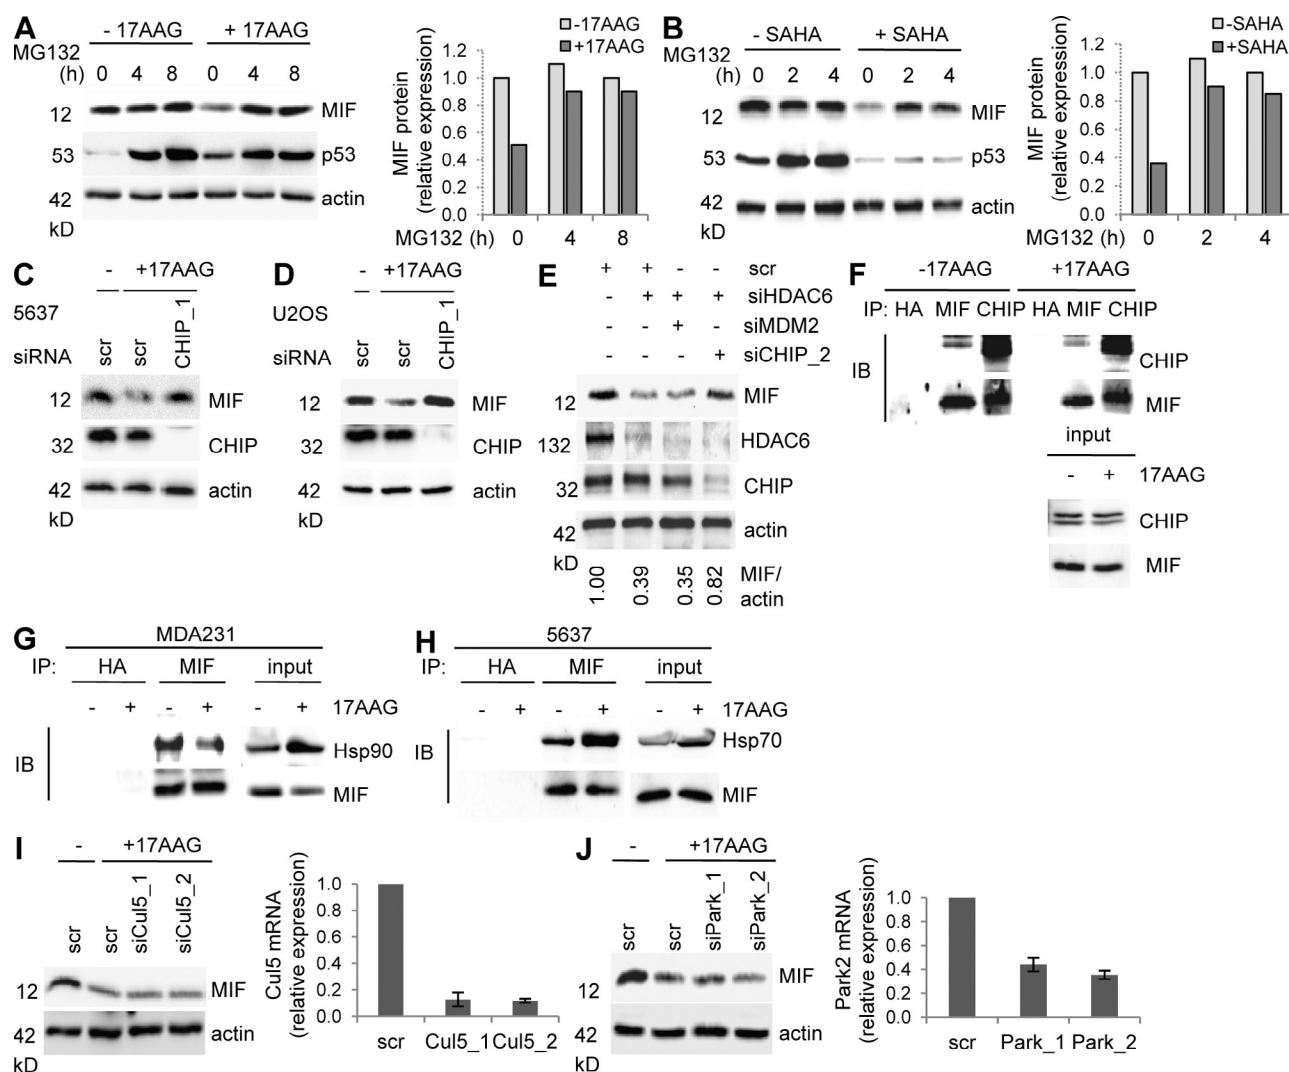 A
- 17AAG + 17AAG
MG132
(h) 0 4 8 0 4 8
12 MIF
53 p53
42 actin
kD
-17AAG
+17AAG
MIF protein
(relative expression)
1.2
1.0
0.8
0.6
0.4
0.2
0.0
MG132 (h) 0 4 8
B
- SAHA + SAHA
MG132
(h) 0 2 4 0 2 4
12 MIF
53 p53
42 actin
kD
-SAHA
+SAHA
MIF protein
(relative expression)
1.2
1.0
0.8
0.6
0.4
0.2
0.0
MG132 (h) 0 2 4
C
- +17AAG
5637
siRNA scr scr CHIP_1
12 MIF
32 CHIP
42 actin
kD
D
- +17AAG
U2OS
siRNA scr scr CHIP_1
12 MIF
32 CHIP
42 actin
kD
E
+ + - - scr
- + + + siHDAC6
- - + - siMDM2
- - - + siCHIP_2
12 MIF
132 HDAC6
32 CHIP
42 actin
kD
1.00 0.39 0.35 0.82 MIF/
actin
F
-17AAG +17AAG
IP: HA MIF CHIP HA MIF CHIP
IB
CHIP
MIF
input
- + 17AAG
CHIP
MIF
G
MDA231
IP: HA MIF input
- + - + - + 17AAG
IB
Hsp90
MIF
H
5637
IP: HA MIF input
- + - + - + 17AAG
IB
Hsp70
MIF
I
- +17AAG
scr scr siCul5_1 siCul5_2
12 MIF
42 actin
kD
Cul5 mRNA
(relative expression)
1.0
0.8
0.6
0.4
0.2
0
scr Cul5_1 Cul5_2
J
- +17AAG
scr scr siPark_1 siPark_2
12 MIF
42 actin
kD
Park2 mRNA
(relative expression)
1.0
0.8
0.6
0.4
0.2
0.0
scr Park_1 Park_2